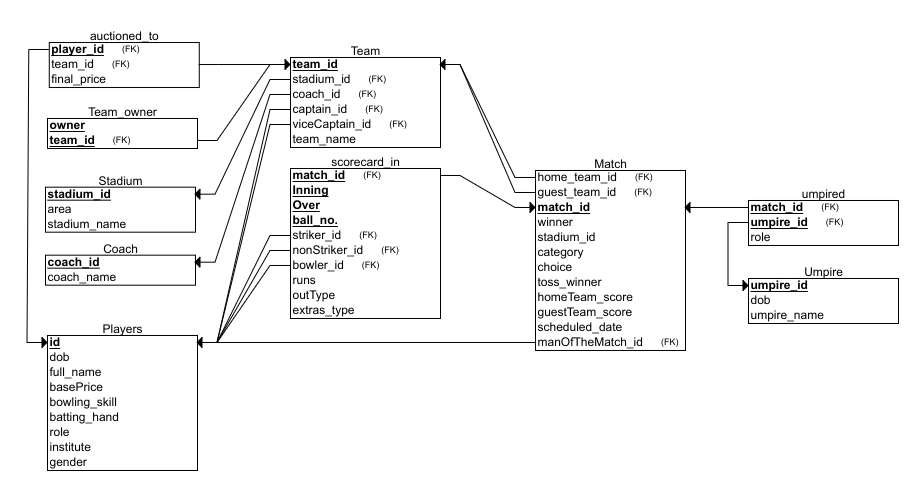 auctioned_to
player_id (FK)
team_id (FK)
final_price
Team_owner
owner
team_id (FK)
Stadium
stadium_id
area
stadium_name
Coach
coach_id
coach_name
Players
id
dob
full_name
basePrice
bowling_skill
batting_hand
role
institute
gender
Team
team_id
stadium_id (FK)
coach_id (FK)
captain_id (FK)
viceCaptain_id (FK)
team_name
scorecard_in
match_id (FK)
Inning
Over
ball_no.
striker_id (FK)
nonStriker_id (FK)
bowler_id (FK)
runs
outType
extras_type
Match
home_team_id (FK)
guest_team_id (FK)
match_id
winner
stadium_id
category
choice
toss_winner
homeTeam_score
guestTeam_score
scheduled_date
manOfTheMatch_id (FK)
umpired
match_id (FK)
umpire_id (FK)
role
Umpire
umpire_id
dob
umpire_name